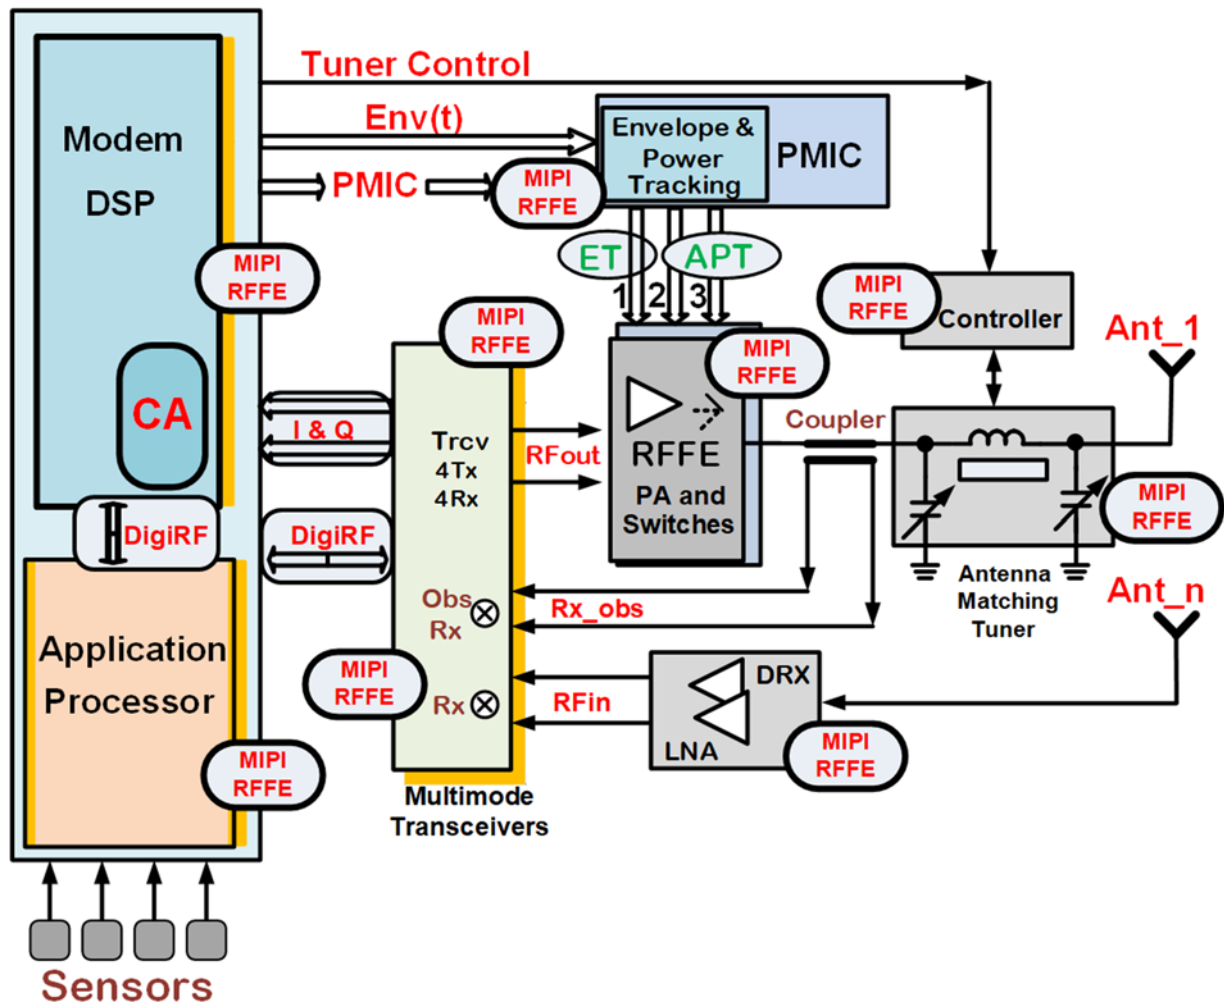 Tuner Control
Modem
DSP
Env(t)
Envelope &
Power
Tracking
PMIC
PMIC
MIPI
RFFE
ET
APT
MIPI
RFFE
1 2 3
MIPI
RFFE
Controller
MIPI
RFFE
MIPI
RFFE
Ant_1
CA
I & Q
Trcv
4Tx
4Rx
RFout
RFFE
PA and
Switches
Coupler
MIPI
RFFE
DigiRF
DigiRF
Antenna
Matching
Tuner
Ant_n
Obs
Rx
Rx_obs
Application
Processor
MIPI
RFFE
Rx
RFin
DRX
LNA
MIPI
RFFE
MIPI
RFFE
Multimode
Transceivers
Sensors